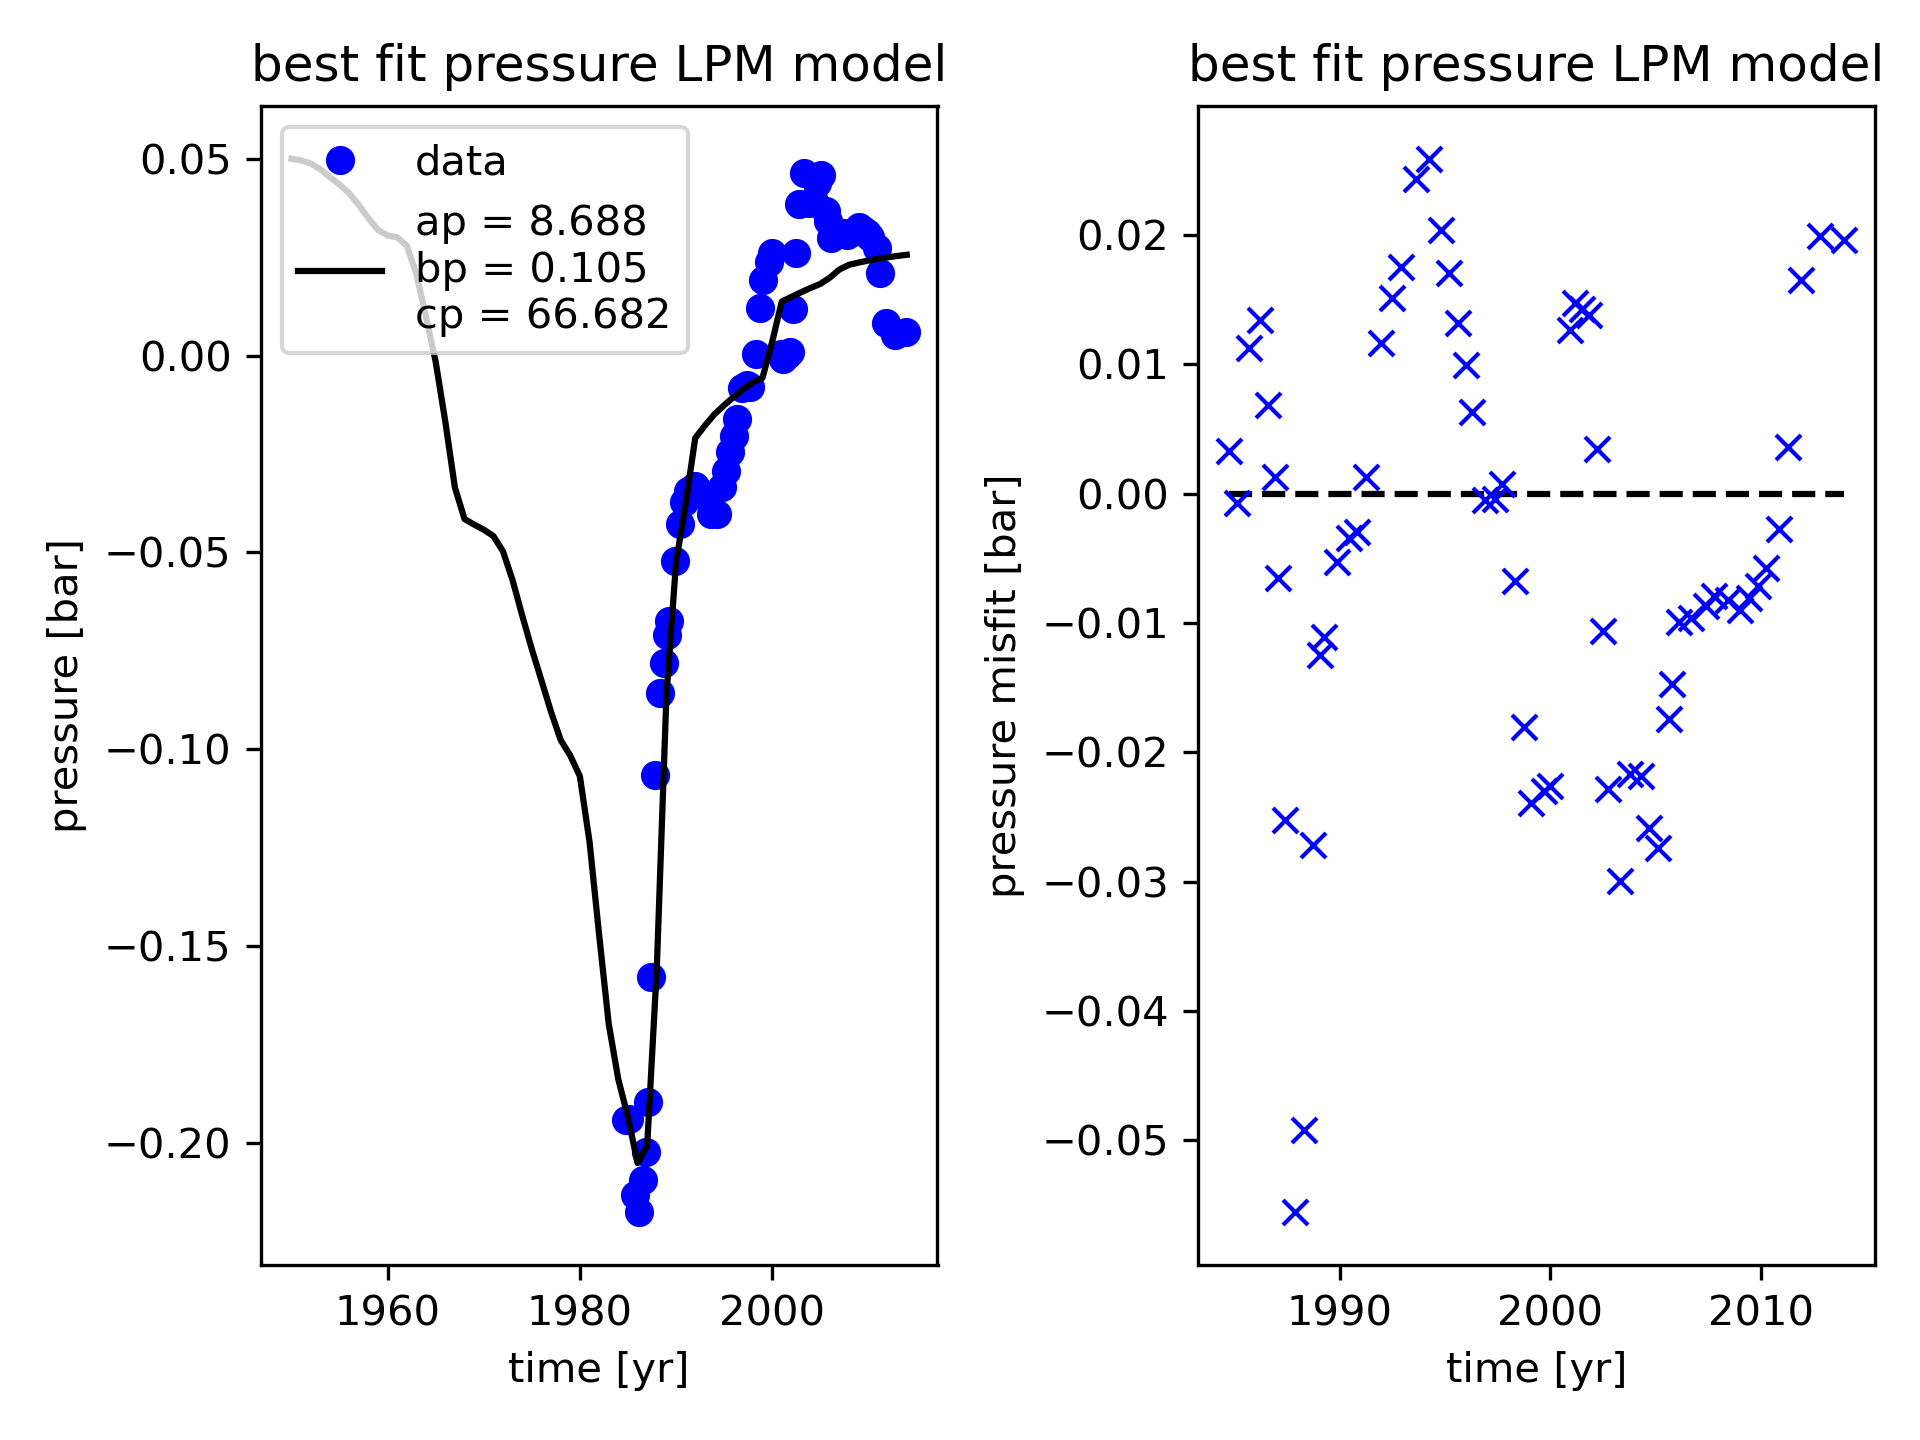 best fit pressure LPM model
data
ap = 8.688
bp = 0.105
cp = 66.682
0.05
0.00
−0.05
−0.10
−0.15
−0.20
pressure [bar]
1960 1980 2000
time [yr]
best fit pressure LPM model
0.02
0.01
0.00
−0.01
−0.02
−0.03
−0.04
−0.05
pressure misfit [bar]
1990 2000 2010
time [yr]